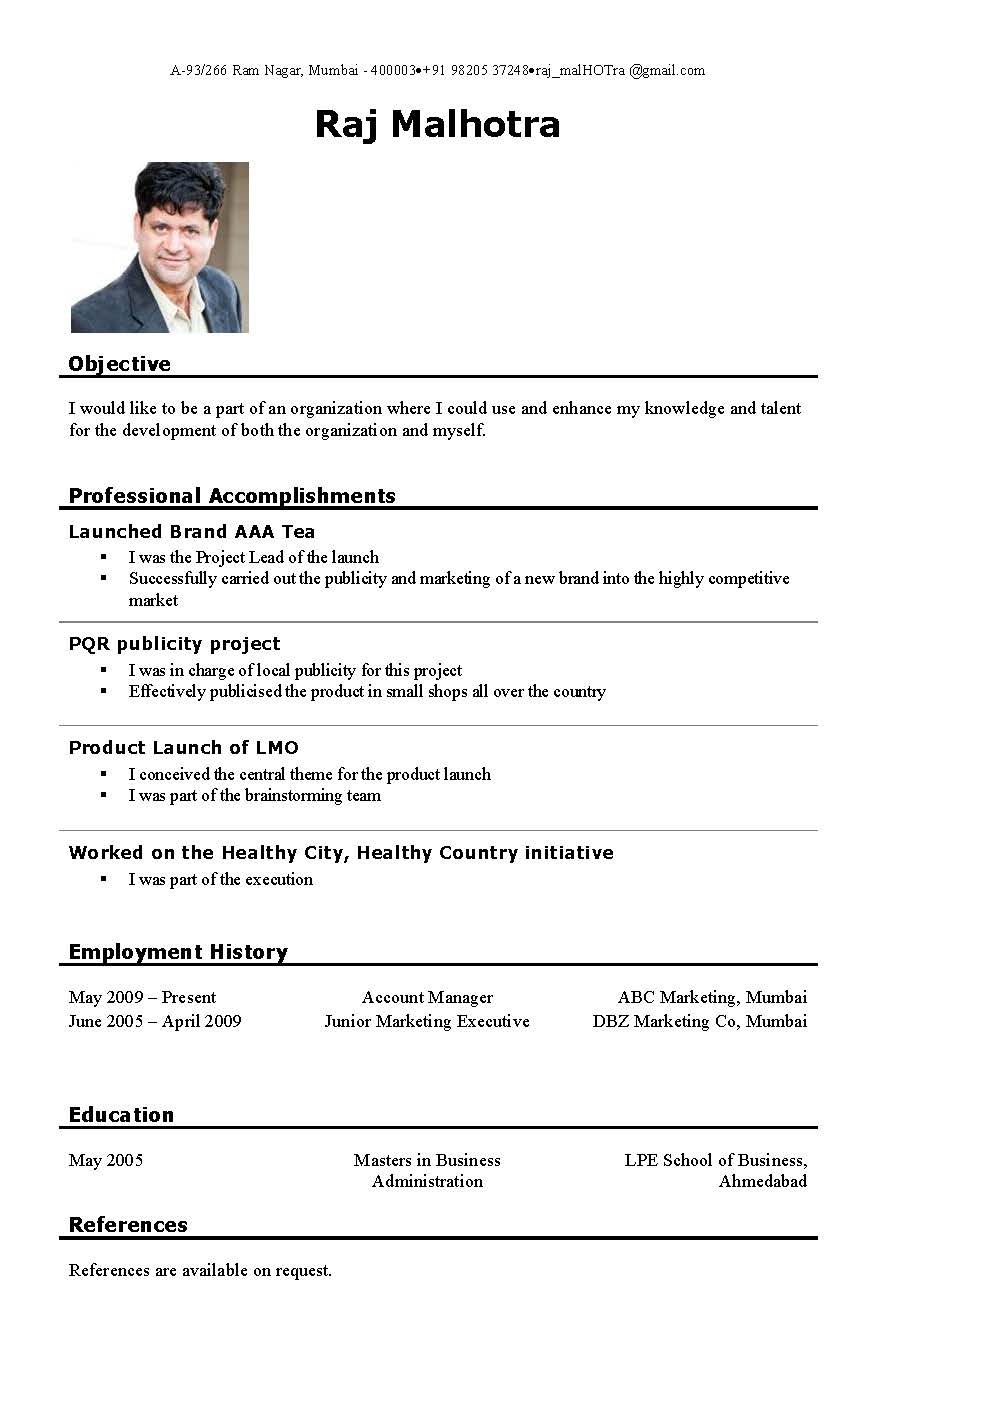 A-93/266 Ram Nagar, Mumbai - 400003•+91 98205 37248•raj_malHOTra @gmail.com
Raj Malhotra
Objective
I would like to be a part of an organization where I could use and enhance my knowledge and talent
for the development of both the organization and myself.
Professional Accomplishments
Launched Brand AAA Tea
▪ I was the Project Lead of the launch
▪ Successfully carried out the publicity and marketing of a new brand into the highly competitive
market
PQR publicity project
▪ I was in charge of local publicity for this project
▪ Effectively publicised the product in small shops all over the country
Product Launch of LMO
▪ I conceived the central theme for the product launch
▪ I was part of the brainstorming team
Worked on the Healthy City, Healthy Country initiative
▪ I was part of the execution
Employment History
May 2009 – Present Account Manager ABC Marketing, Mumbai
June 2005 – April 2009 Junior Marketing Executive DBZ Marketing Co, Mumbai
Education
May 2005 Masters in Business LPE School of Business,
Administration Ahmedabad
References
References are available on request.